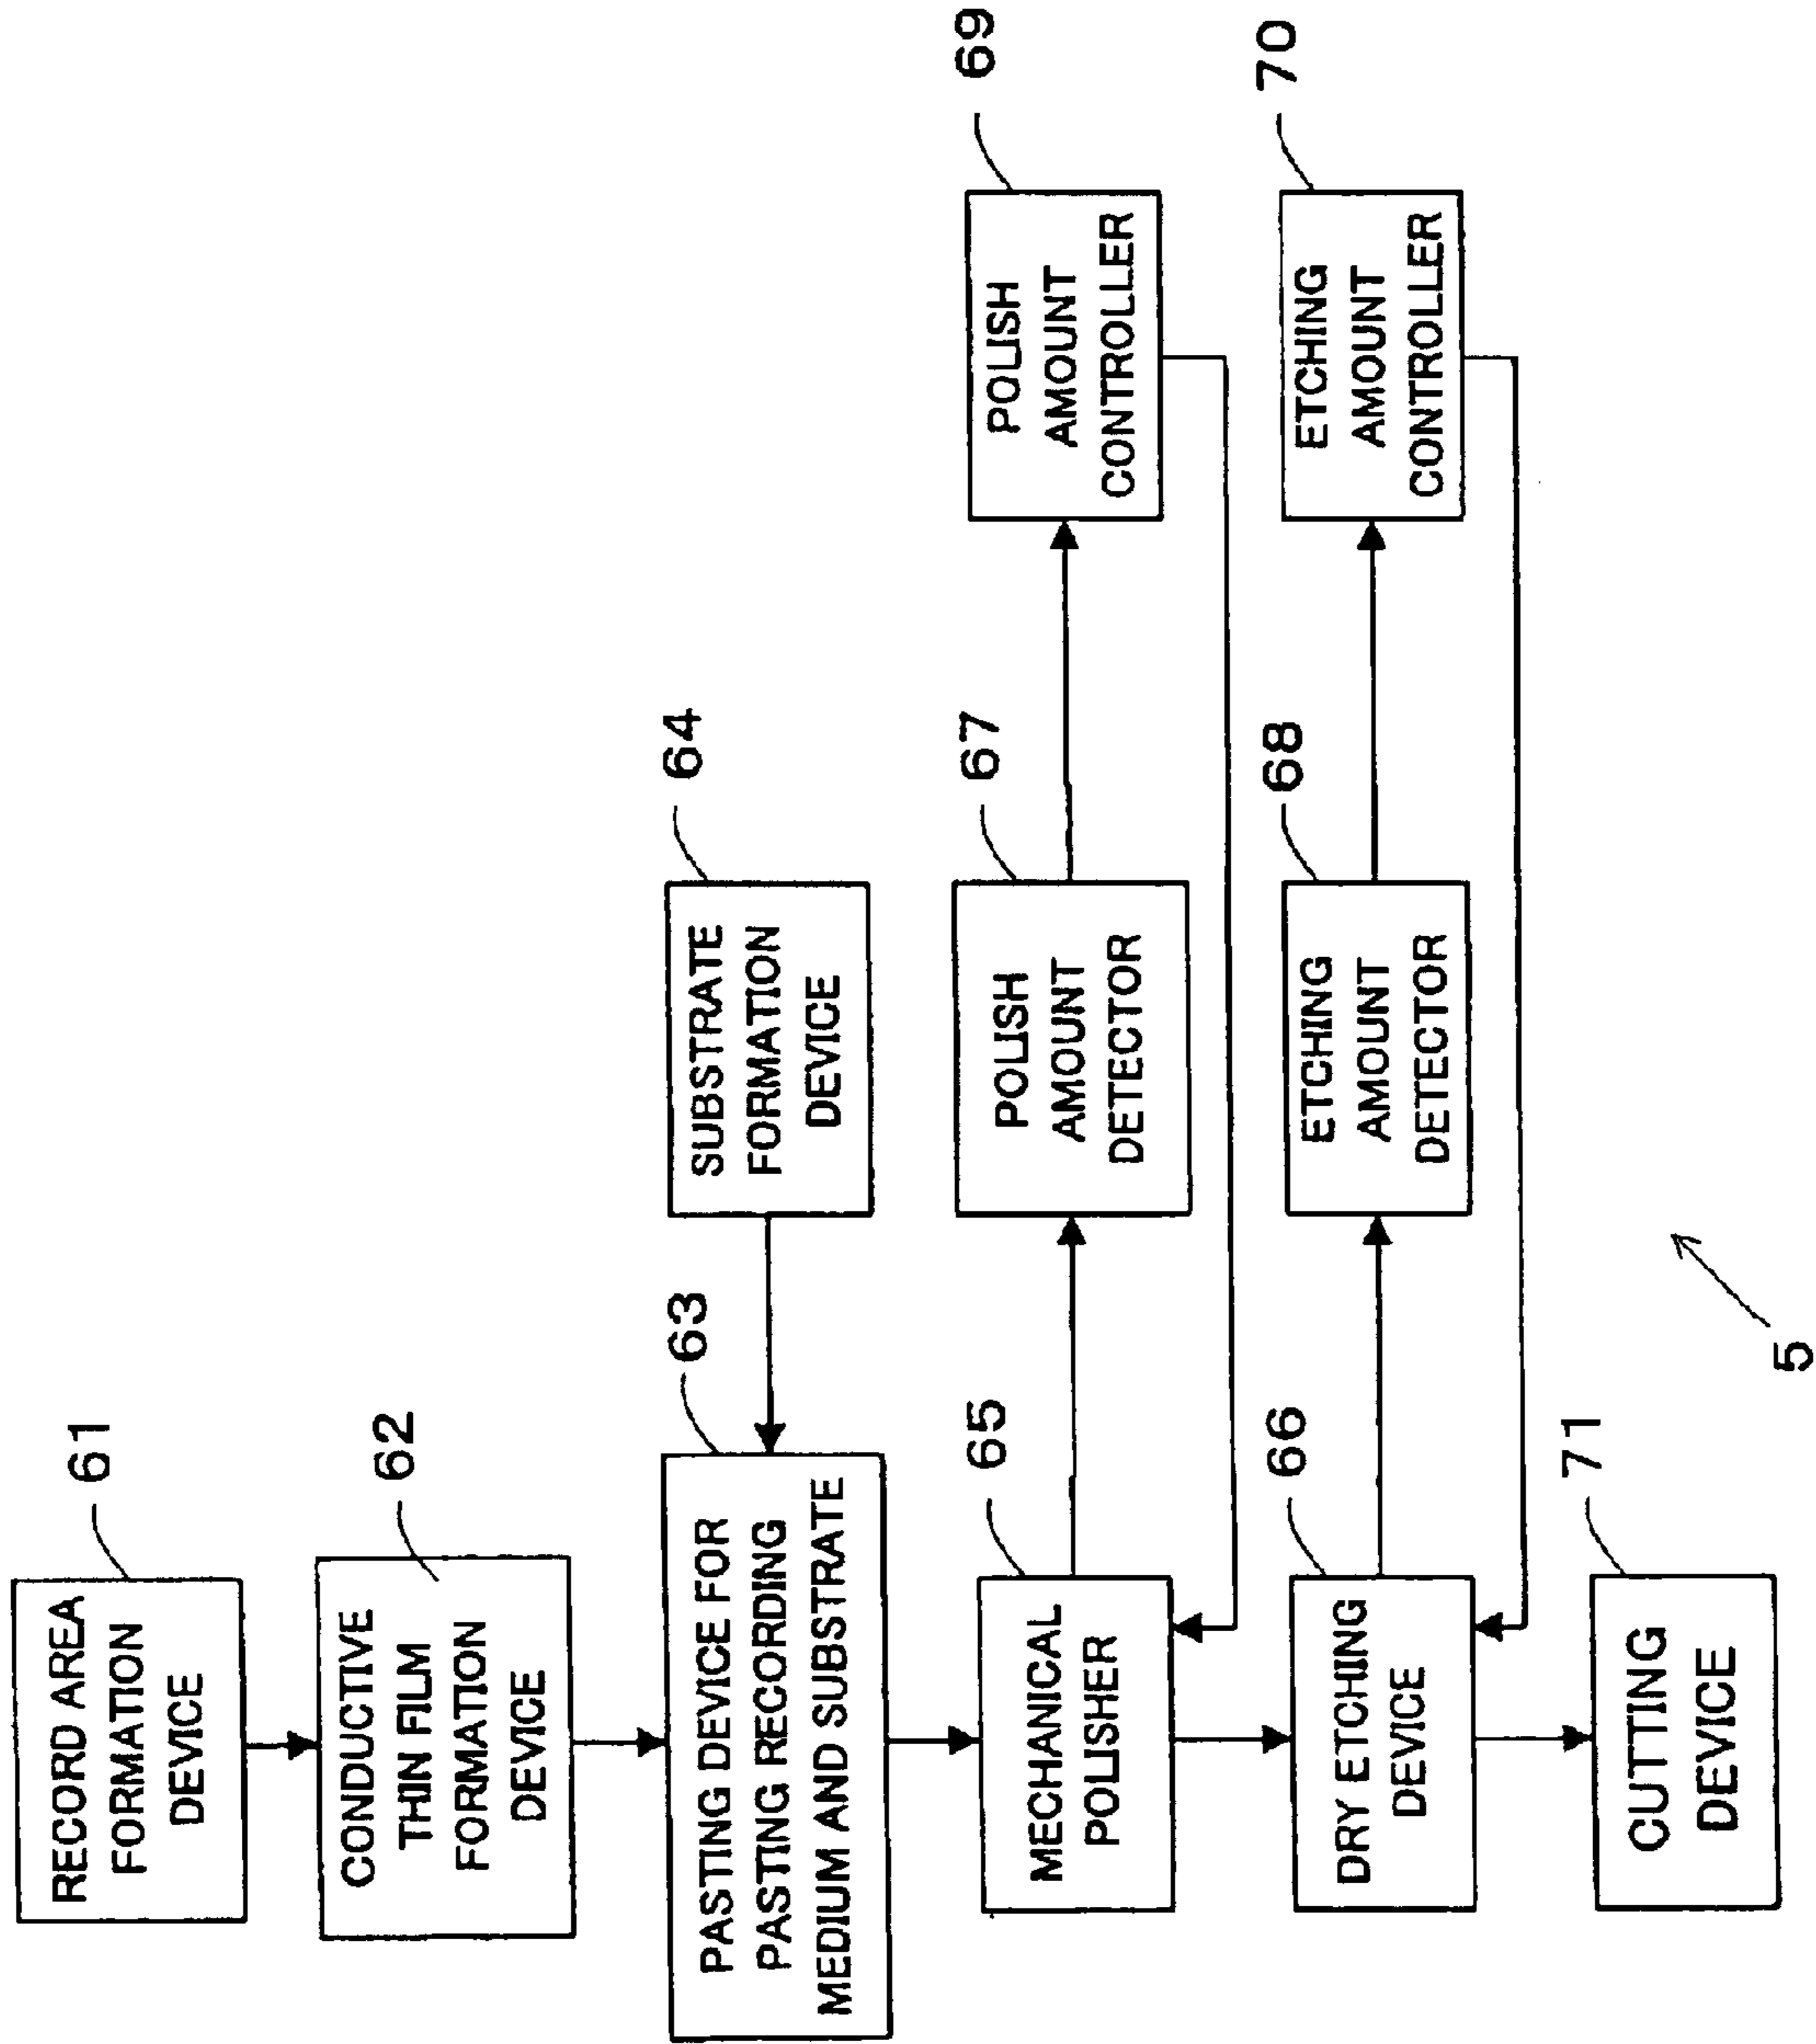 61
RECORD AREA
FORMATION
DEVICE
62
CONDUCTIVE
THIN FILM
FORMATION
DEVICE
63
PASTING DEVICE FOR
PASTING RECORDING
MEDIUM AND SUBSTRATE
64
SUBSTRATE
FORMATION
DEVICE
65
MECHANICAL
POLISHER
67
POLISH
AMOUNT
DETECTOR
69
POLISH
AMOUNT
CONTROLLER
66
DRY ETCHING
DEVICE
68
ETCHING
AMOUNT
DETECTOR
70
ETCHING
AMOUNT
CONTROLLER
71
CUTTING
DEVICE
5